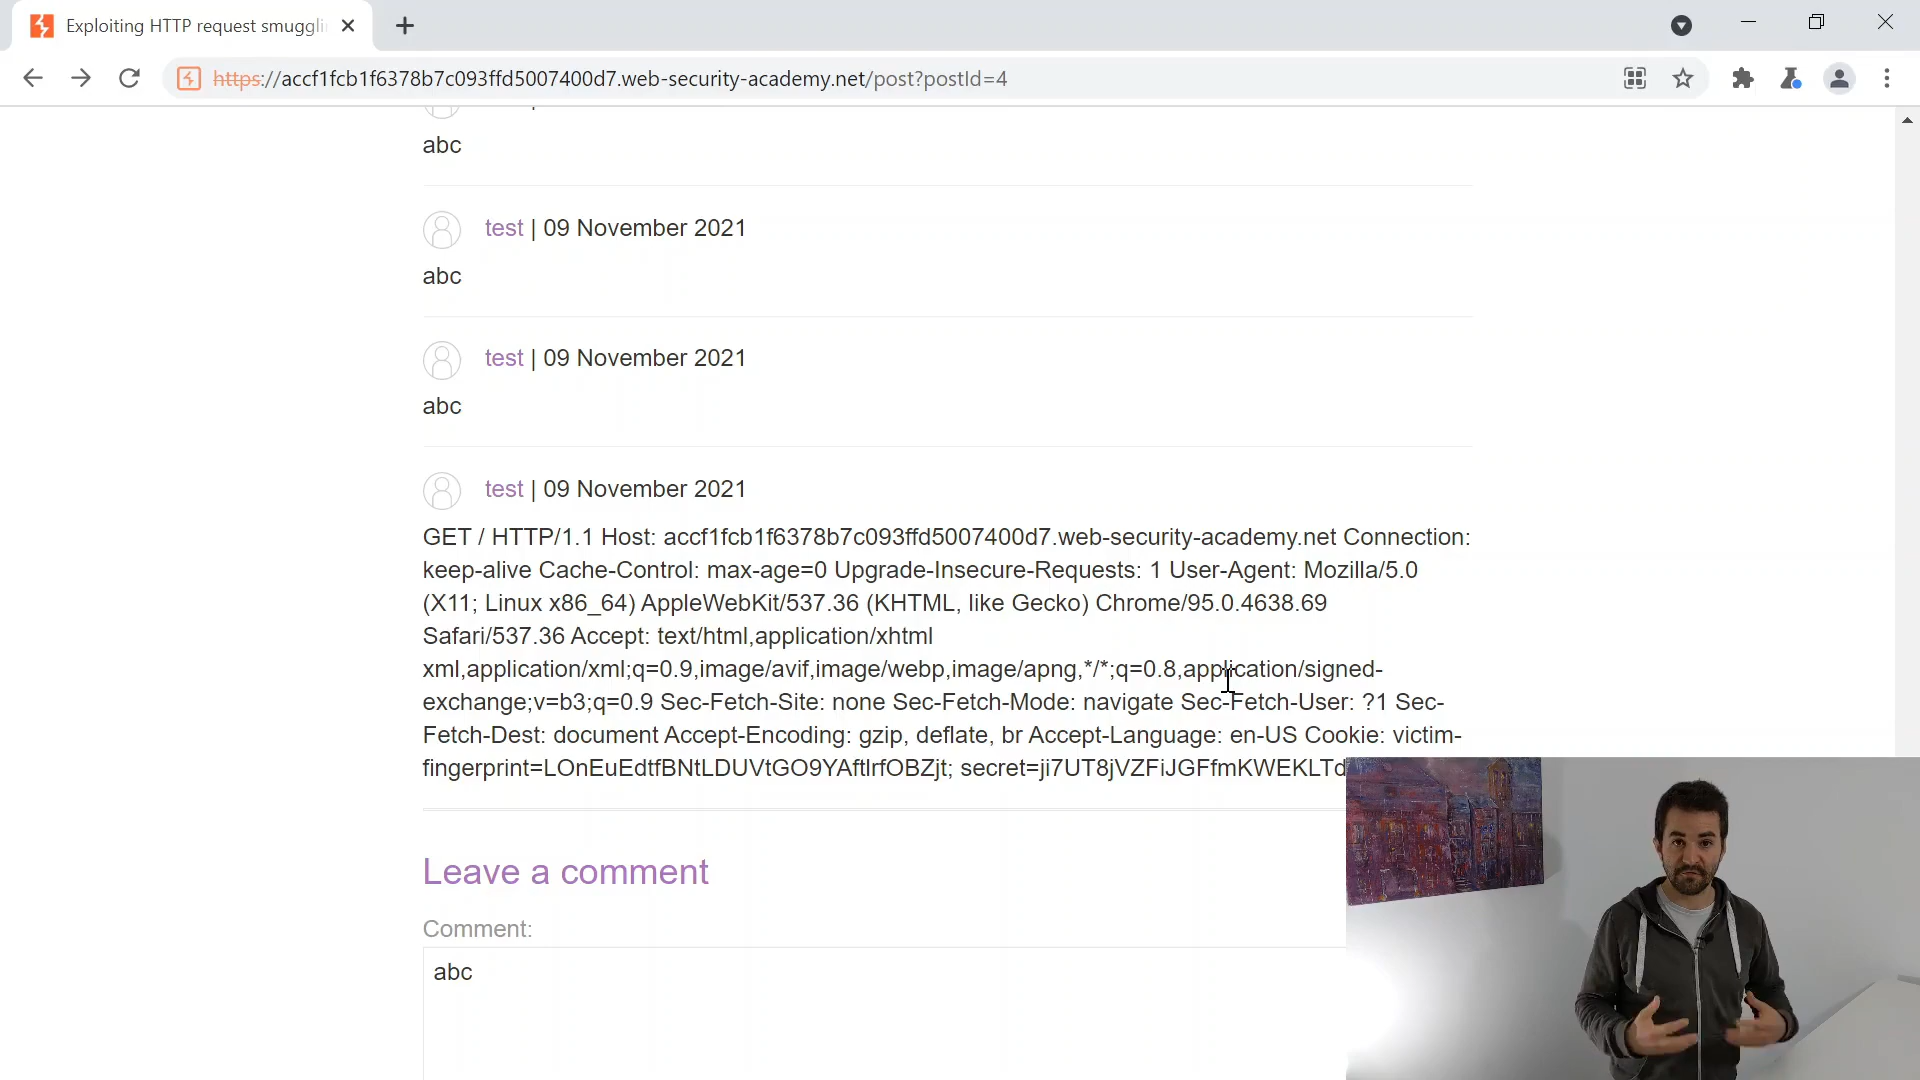 Exploiting HTTP request smuggli
https://accf1fcb1f6378b7c093ffd5007400d7.web-security-academy.net/post?postId=4
abc
test | 09 November 2021
abc
test | 09 November 2021
abc
test | 09 November 2021
GET / HTTP/1.1 Host: accf1fcb1f6378b7c093ffd5007400d7.web-security-academy.net Connection:
keep-alive Cache-Control: max-age=0 Upgrade-Insecure-Requests: 1 User-Agent: Mozilla/5.0
(X11; Linux x86_64) AppleWebKit/537.36 (KHTML, like Gecko) Chrome/95.0.4638.69
Safari/537.36 Accept: text/html,application/xhtml
xml,application/xml;q=0.9,image/avif,image/webp,image/apng,*/*;q=0.8,application/signed-
exchange;v=b3;q=0.9 Sec-Fetch-Site: none Sec-Fetch-Mode: navigate Sec-Fetch-User: ?1 Sec-
Fetch-Dest: document Accept-Encoding: gzip, deflate, br Accept-Language: en-US Cookie: victim-
fingerprint=LOnEuEdtfBNtLDUVtGO9YAftIrfOBZjt; secret=ji7UT8jVZFiJGFfmKWEKLTd
Leave a comment
Comment:
abc